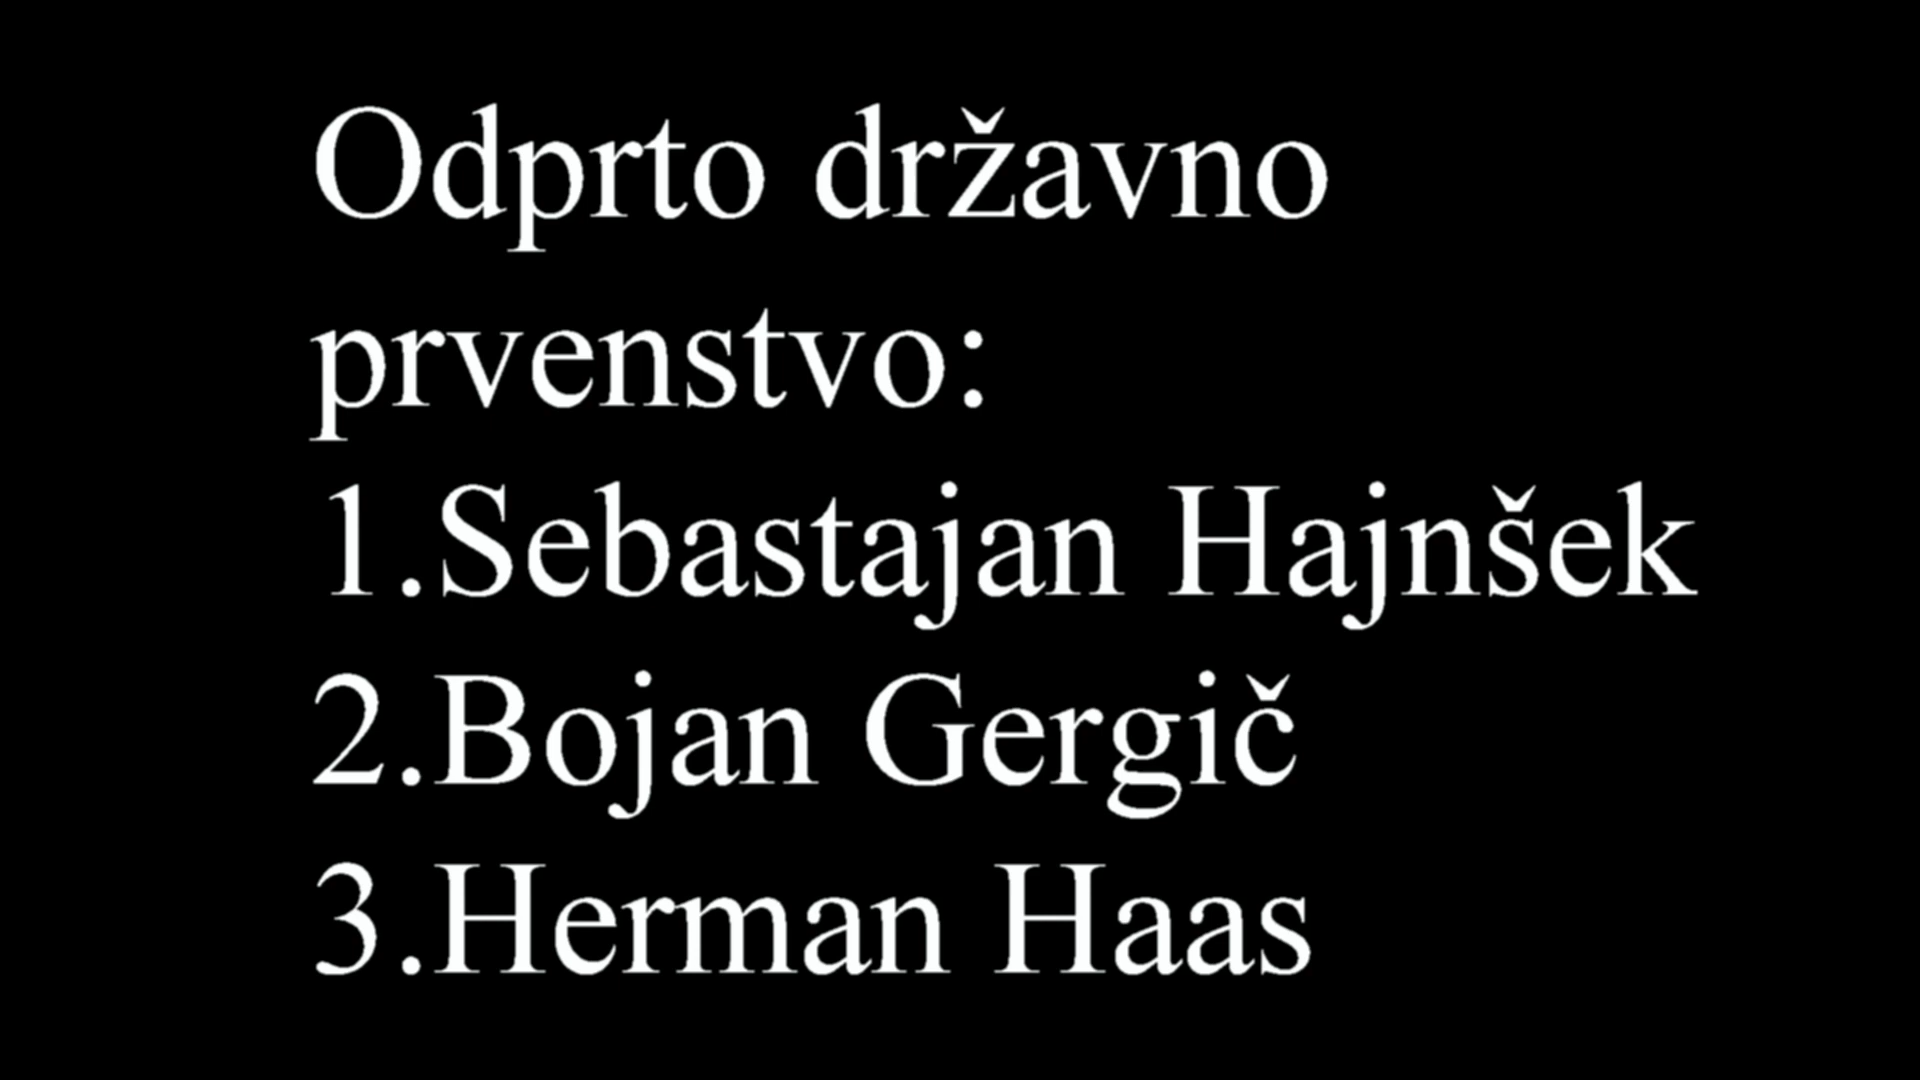 Odprto državno
prvenstvo:
1.Sebastajan Hajnšek
2.Bojan Gergič
3.Herman Haas